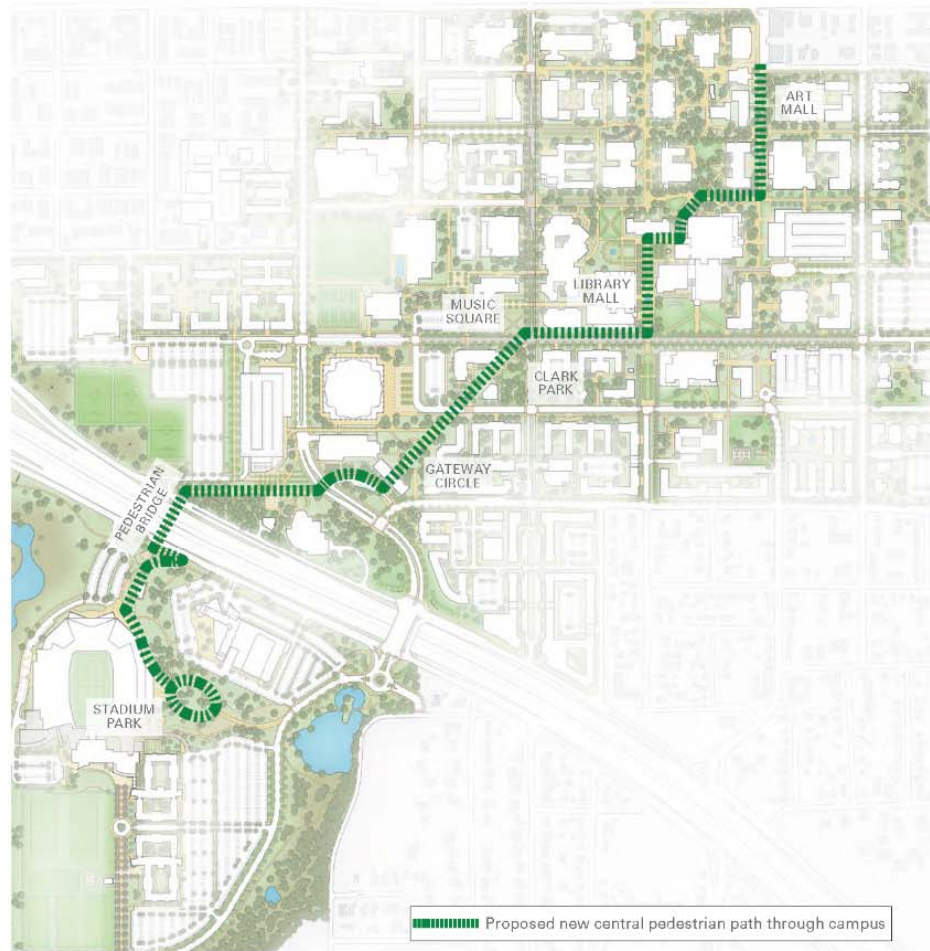 ART
MALL
LIBRARY
MALL
MUSIC
SQUARE
CLARK
PARK
GATEWAY
CIRCLE
PEDESTRIAN
BRIDGE
STADIUM
PARK
Proposed new central pedestrian path through campus